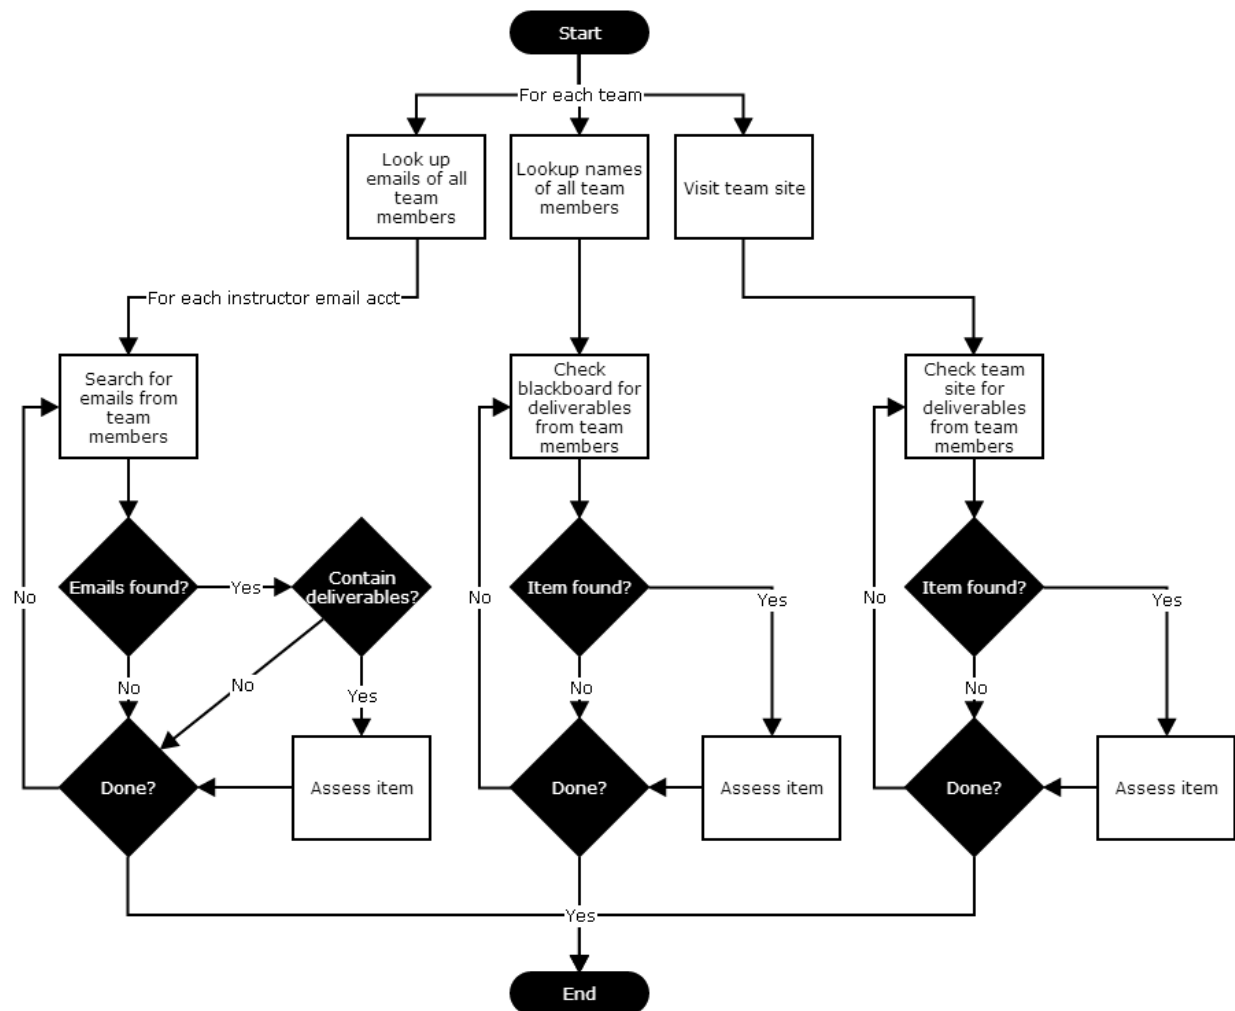 Start
For each team
Look up
emails of all
team
members
Lookup names
of all team
members
Visit team site
For each instructor email acct
Search for
emails from
team
members
Check
blackboard for
deliverables
from team
members
Check team
site for
deliverables
from team
members
Emails found?
Yes
Contain
deliverables?
Item found?
Yes
Item found?
Yes
No
No
No
No
No
Yes
No
No
Done?
Assess item
Done?
Assess item
Done?
Assess item
Yes
End